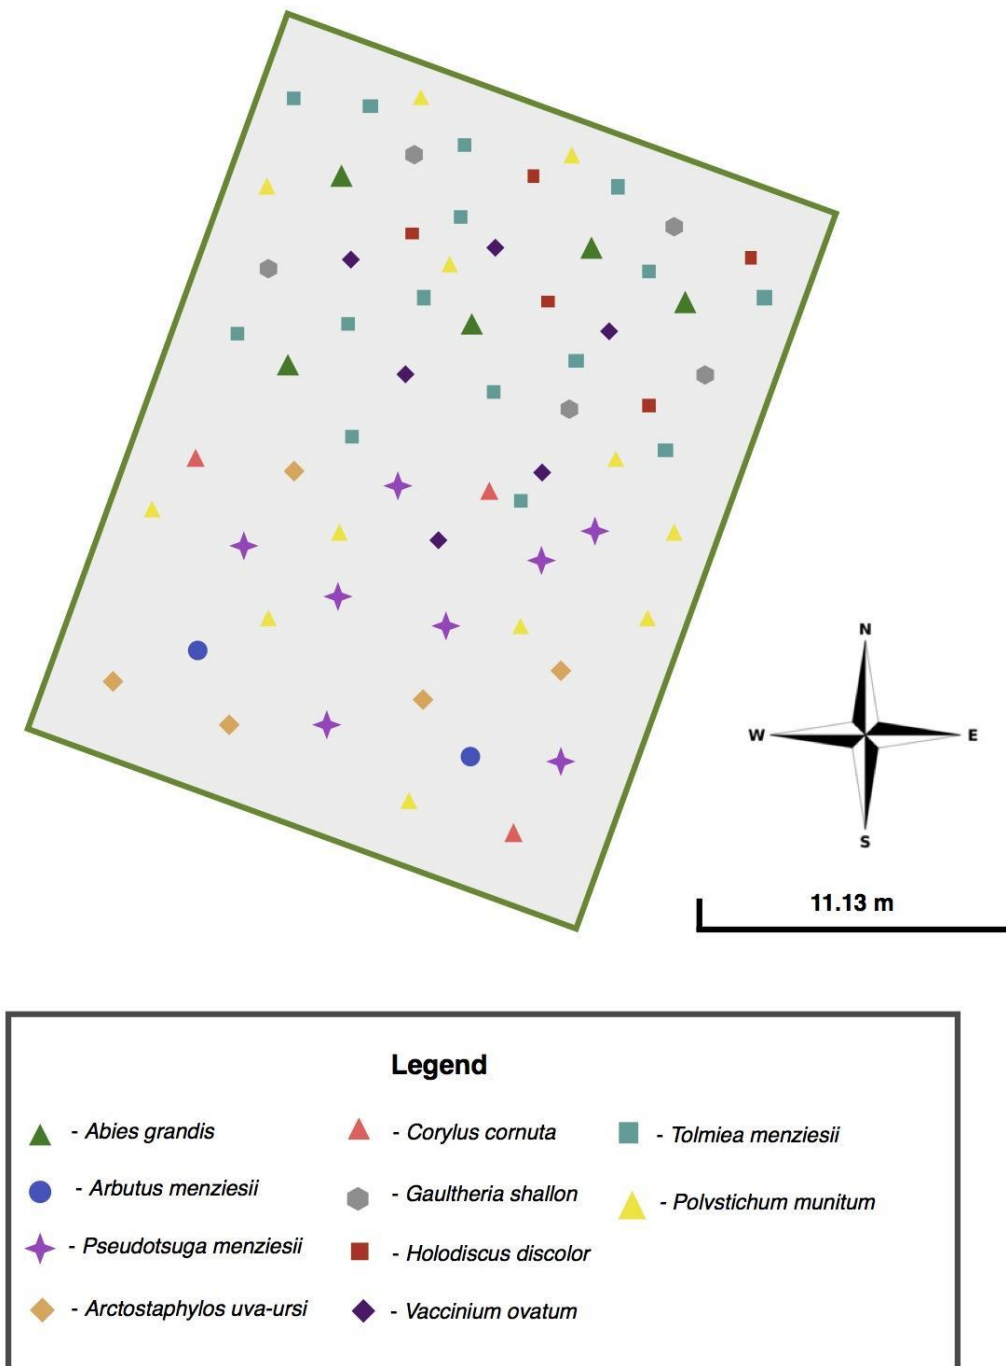 N
W E
S
11.13 m
Legend
- Abies grandis
- Corylus cornuta
- Tolmiea menziesii
- Arbutus menziesii
- Gaultheria shallon
- Polvstichum munitum
- Pseudotsuga menziesii
- Holodiscus discolor
- Arctostaphylos uva-ursi
- Vaccinium ovatum